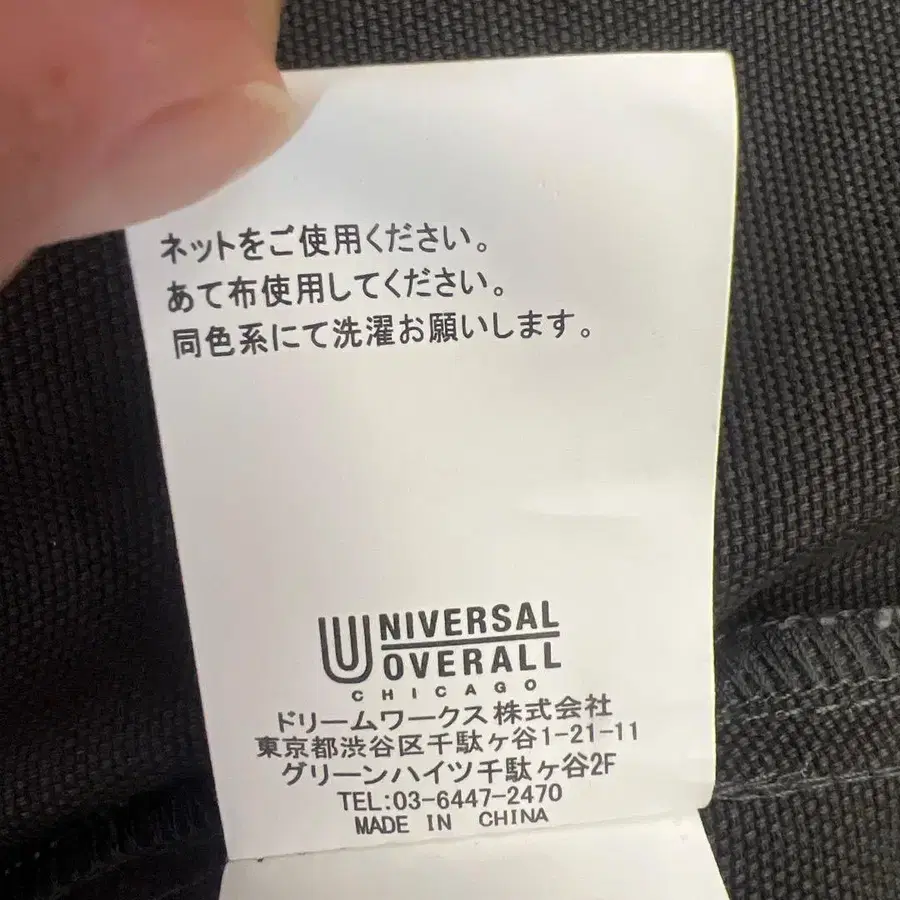 ネットをご使用ください。
あて布使用してください。
同色系にて洗濯お願いします。
UNIVERSAL
OVERALL
CHICAGO
ドリームワークス株式会社
東京都渋谷区千駄ヶ谷1-21-11
グリーンハイツ千駄ヶ谷2F
TEL:03-6447-2470
MADE IN CHINA